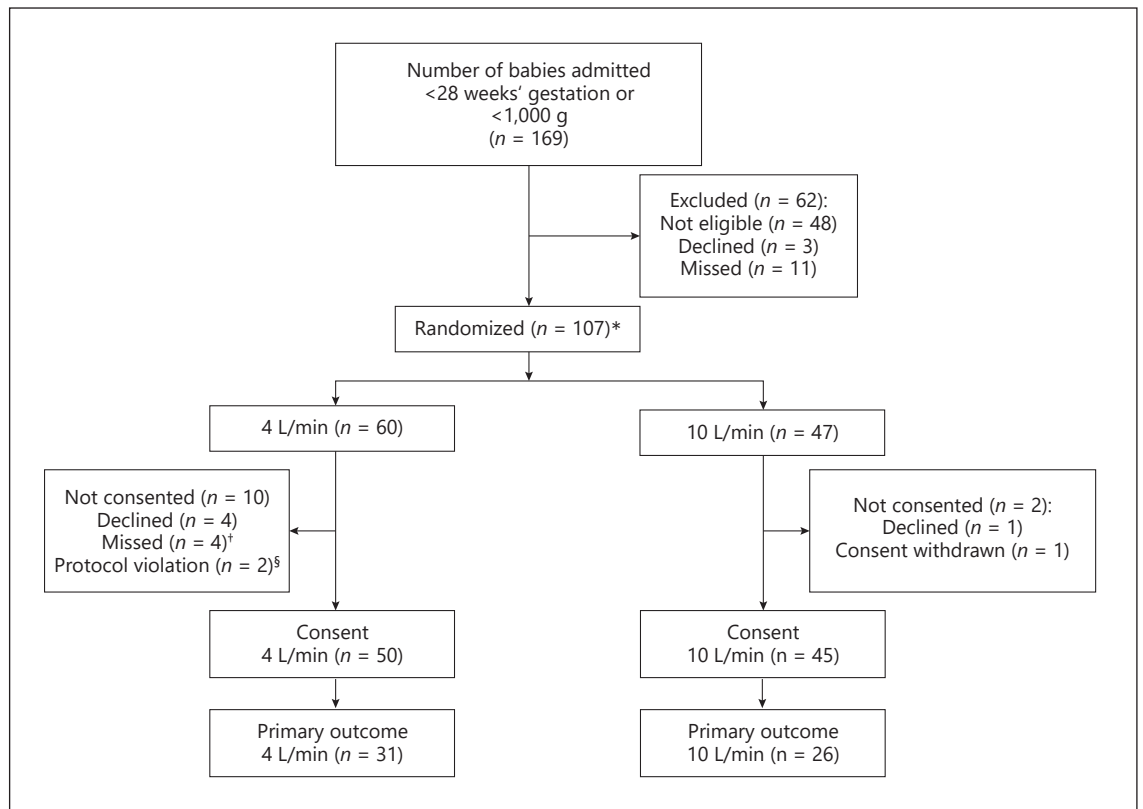 Number of babies admitted
<28 weeks‘ gestation or
<1,000 g
(n = 169)
Excluded (n = 62):
Not eligible (n = 48)
Declined (n = 3)
Missed (n = 11)
Randomized (n = 107)*
4 L/min (n = 60)
10 L/min (n = 47)
Not consented (n = 10)
Declined (n = 4)
Missed (n = 4)†
Protocol violation (n = 2)§
Not consented (n = 2):
Declined (n = 1)
Consent withdrawn (n = 1)
Consent
4 L/min (n = 50)
Consent
10 L/min (n = 45)
Primary outcome
4 L/min (n = 31)
Primary outcome
10 L/min (n = 26)